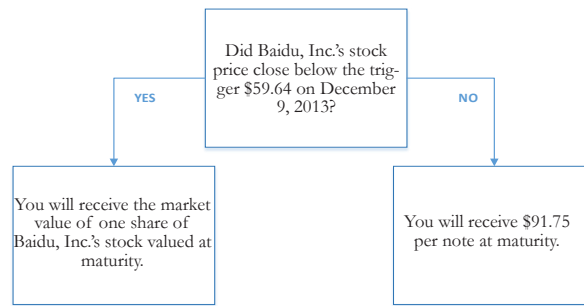 Did Baidu, Inc.'s stock
price close below the trig-
ger $59.64 on December
9, 2013?
YES
NO
You will receive the market
value of one share of
Baidu, Inc.'s stock valued at
maturity.
You will receive $91.75
per note at maturity.